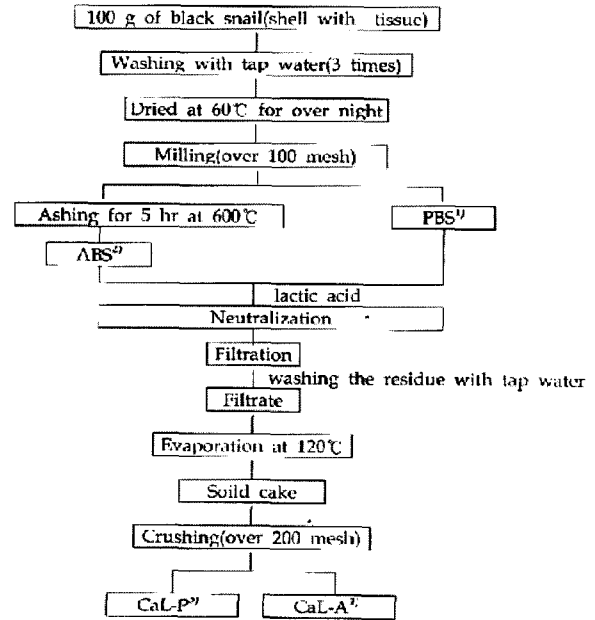 100 g of black snail(shell with tissue)
Washing with tap water(3 times)
Dried at 60℃ for over night
Milling(over 100 mesh)
Ashing for 5 hr at 600℃
PBS¹⁾
ABS²⁾
lactic acid
Neutralization
Filtration
washing the residue with tap water
Filtrate
Evaporation at 120℃
Soild cake
Crushing(over 200 mesh)
CaL-P³⁾
CaL-A